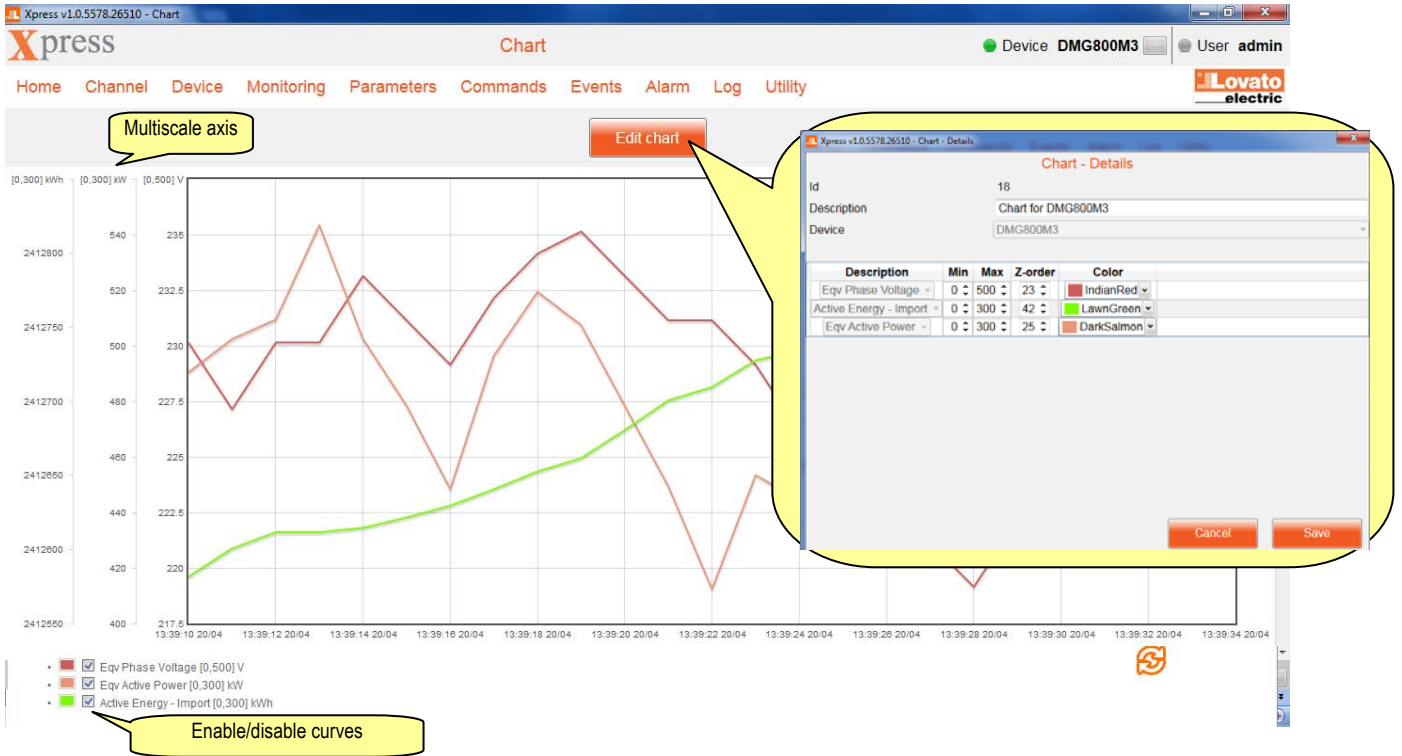 Xpress v1.0.5578.26510 - Chart
Xpress Chart Device DMG800M3 User admin
Home Channel Device Monitoring Parameters Commands Events Alarm Log Utility
Lovato
electric
Multiscale axis
Edit chart
Xpress v1.0.5578.26510 - Chart - Details
Chart - Details
Id 18
Description Chart for DMG800M3
Device DMG800M3
Description Min Max Z-order Color
Eqv Phase Voltage 0 500 23 IndianRed
Active Energy - Import 0 300 42 LawnGreen
Eqv Active Power 0 300 25 DarkSalmon
Cancel Save
[0,300] kWh [0,300] kW [0,500] V
540 235
2412800
520 232.5
2412750
500 230
2412700 480 227.5
460 225
2412650
440 222.5
2412600
420 220
2412550 400 217.5
13:39:10 20/04 13:39:12 20/04 13:39:14 20/04 13:39:16 20/04 13:39:18 20/04 13:39:20 20/04 13:39:22 20/04 13:39:24 20/04 13:39:26 20/04 13:39:28 20/04 13:39:30 20/04 13:39:32 20/04 13:39:34 20/04
Eqv Phase Voltage [0,500] V
Eqv Active Power [0,300] kW
Active Energy - Import [0,300] kWh
Enable/disable curves